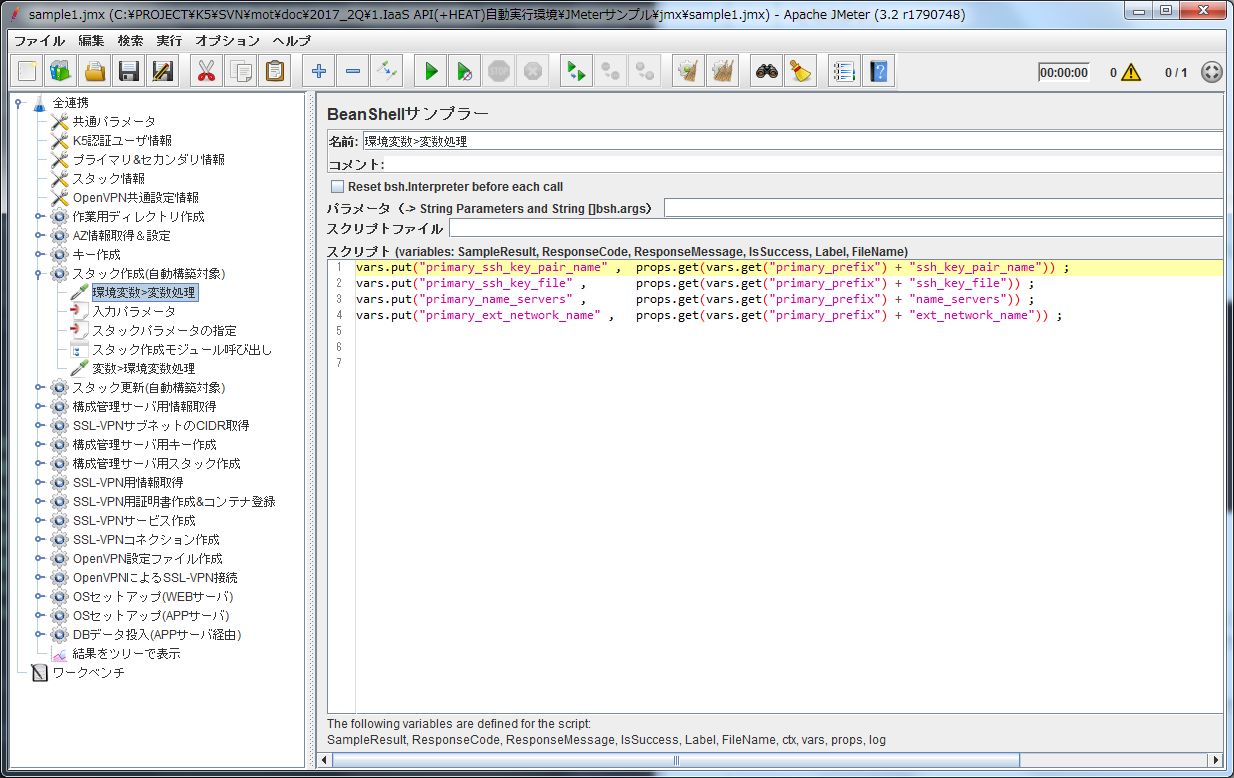 sample1.jmx (C:¥PROJECT¥K5¥SVN¥mot¥doc¥2017_2Q¥1.IaaS API(+HEAT)自動実行環境¥JMeterサンプル¥jmx¥sample1.jmx) - Apache JMeter (3.2 r1790748)
ファイル 編集 検索 実行 オプション ヘルプ
STOP 00:00:00 0 0 / 1
全連携
共通パラメータ
K5認証ユーザ情報
プライマリ&セカンダリ情報
スタック情報
OpenVPN共通設定情報
作業用ディレクトリ作成
AZ情報取得&設定
キー作成
スタック作成(自動構築対象)
環境変数>変数処理
入力パラメータ
スタックパラメータの指定
スタック作成モジュール呼び出し
変数>環境変数処理
スタック更新(自動構築対象)
構成管理サーバ用情報取得
SSL-VPNサブネットのCIDR取得
構成管理サーバ用キー作成
構成管理サーバ用スタック作成
SSL-VPN用情報取得
SSL-VPN用証明書作成&コンテナ登録
SSL-VPNサービス作成
SSL-VPNコネクション作成
OpenVPN設定ファイル作成
OpenVPNによるSSL-VPN接続
OSセットアップ(WEBサーバ)
OSセットアップ(APPサーバ)
DBデータ投入(APPサーバ経由)
結果をツリーで表示
ワークベンチ
BeanShellサンプラー
名前: 環境変数>変数処理
コメント:
Reset bsh.Interpreter before each call
パラメータ (-> String Parameters and String []bsh.args)
スクリプトファイル
スクリプト (variables: SampleResult, ResponseCode, ResponseMessage, IsSuccess, Label, FileName)
1 vars.put("primary_ssh_key_pair_name" , props.get(vars.get("primary_prefix") + "ssh_key_pair_name")) ;
2 vars.put("primary_ssh_key_file" , props.get(vars.get("primary_prefix") + "ssh_key_file")) ;
3 vars.put("primary_name_servers" , props.get(vars.get("primary_prefix") + "name_servers")) ;
4 vars.put("primary_ext_network_name" , props.get(vars.get("primary_prefix") + "ext_network_name")) ;
5
6
7
The following variables are defined for the script:
SampleResult, ResponseCode, ResponseMessage, IsSuccess, Label, FileName, ctx, vars, props, log